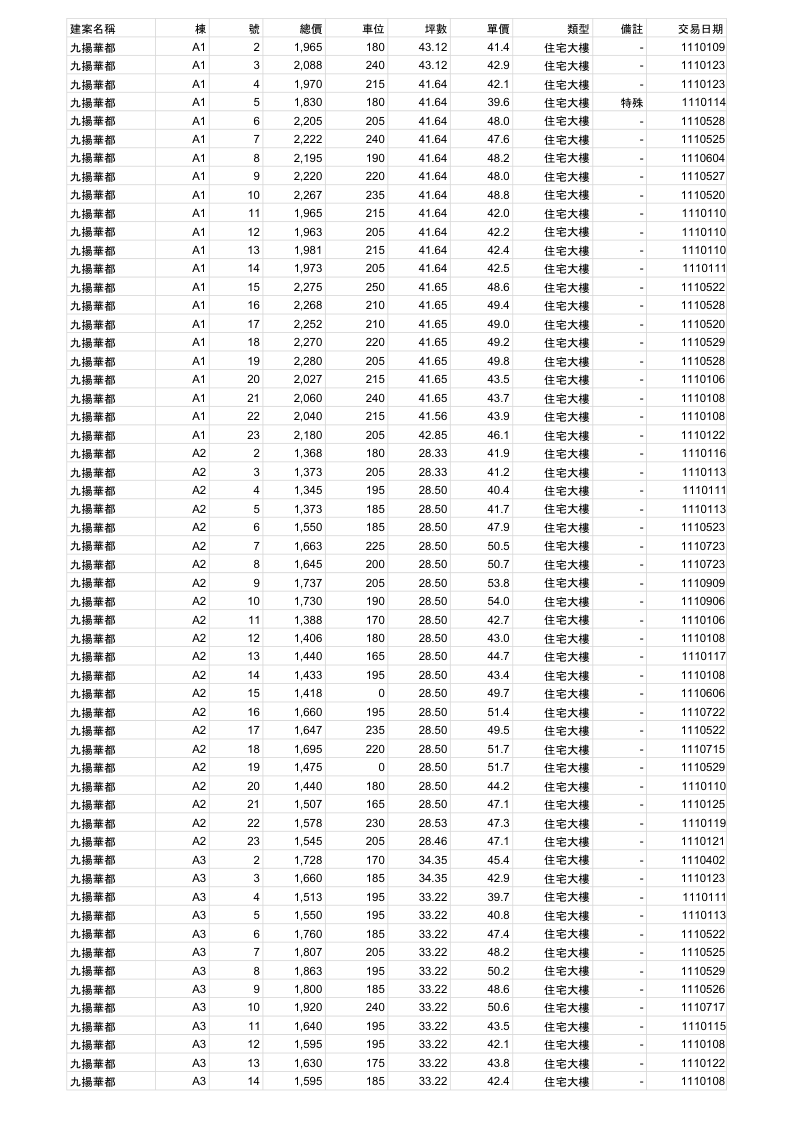 建案名稱 棟 號 總價 車位 坪數 單價 類型 備註 交易日期
九揚華都 A1 2 1,965 180 43.12 41.4 住宅大樓 - 1110109
九揚華都 A1 3 2,088 240 43.12 42.9 住宅大樓 - 1110123
九揚華都 A1 4 1,970 215 41.64 42.1 住宅大樓 - 1110123
九揚華都 A1 5 1,830 180 41.64 39.6 住宅大樓 特殊 1110114
九揚華都 A1 6 2,205 205 41.64 48.0 住宅大樓 - 1110528
九揚華都 A1 7 2,222 240 41.64 47.6 住宅大樓 - 1110525
九揚華都 A1 8 2,195 190 41.64 48.2 住宅大樓 - 1110604
九揚華都 A1 9 2,220 220 41.64 48.0 住宅大樓 - 1110527
九揚華都 A1 10 2,267 235 41.64 48.8 住宅大樓 - 1110520
九揚華都 A1 11 1,965 215 41.64 42.0 住宅大樓 - 1110110
九揚華都 A1 12 1,963 205 41.64 42.2 住宅大樓 - 1110110
九揚華都 A1 13 1,981 215 41.64 42.4 住宅大樓 - 1110110
九揚華都 A1 14 1,973 205 41.64 42.5 住宅大樓 - 1110111
九揚華都 A1 15 2,275 250 41.65 48.6 住宅大樓 - 1110522
九揚華都 A1 16 2,268 210 41.65 49.4 住宅大樓 - 1110528
九揚華都 A1 17 2,252 210 41.65 49.0 住宅大樓 - 1110520
九揚華都 A1 18 2,270 220 41.65 49.2 住宅大樓 - 1110529
九揚華都 A1 19 2,280 205 41.65 49.8 住宅大樓 - 1110528
九揚華都 A1 20 2,027 215 41.65 43.5 住宅大樓 - 1110106
九揚華都 A1 21 2,060 240 41.65 43.7 住宅大樓 - 1110108
九揚華都 A1 22 2,040 215 41.56 43.9 住宅大樓 - 1110108
九揚華都 A1 23 2,180 205 42.85 46.1 住宅大樓 - 1110122
九揚華都 A2 2 1,368 180 28.33 41.9 住宅大樓 - 1110116
九揚華都 A2 3 1,373 205 28.33 41.2 住宅大樓 - 1110113
九揚華都 A2 4 1,345 195 28.50 40.4 住宅大樓 - 1110111
九揚華都 A2 5 1,373 185 28.50 41.7 住宅大樓 - 1110113
九揚華都 A2 6 1,550 185 28.50 47.9 住宅大樓 - 1110523
九揚華都 A2 7 1,663 225 28.50 50.5 住宅大樓 - 1110723
九揚華都 A2 8 1,645 200 28.50 50.7 住宅大樓 - 1110723
九揚華都 A2 9 1,737 205 28.50 53.8 住宅大樓 - 1110909
九揚華都 A2 10 1,730 190 28.50 54.0 住宅大樓 - 1110906
九揚華都 A2 11 1,388 170 28.50 42.7 住宅大樓 - 1110106
九揚華都 A2 12 1,406 180 28.50 43.0 住宅大樓 - 1110108
九揚華都 A2 13 1,440 165 28.50 44.7 住宅大樓 - 1110117
九揚華都 A2 14 1,433 195 28.50 43.4 住宅大樓 - 1110108
九揚華都 A2 15 1,418 0 28.50 49.7 住宅大樓 - 1110606
九揚華都 A2 16 1,660 195 28.50 51.4 住宅大樓 - 1110722
九揚華都 A2 17 1,647 235 28.50 49.5 住宅大樓 - 1110522
九揚華都 A2 18 1,695 220 28.50 51.7 住宅大樓 - 1110715
九揚華都 A2 19 1,475 0 28.50 51.7 住宅大樓 - 1110529
九揚華都 A2 20 1,440 180 28.50 44.2 住宅大樓 - 1110110
九揚華都 A2 21 1,507 165 28.50 47.1 住宅大樓 - 1110125
九揚華都 A2 22 1,578 230 28.53 47.3 住宅大樓 - 1110119
九揚華都 A2 23 1,545 205 28.46 47.1 住宅大樓 - 1110121
九揚華都 A3 2 1,728 170 34.35 45.4 住宅大樓 - 1110402
九揚華都 A3 3 1,660 185 34.35 42.9 住宅大樓 - 1110123
九揚華都 A3 4 1,513 195 33.22 39.7 住宅大樓 - 1110111
九揚華都 A3 5 1,550 195 33.22 40.8 住宅大樓 - 1110113
九揚華都 A3 6 1,760 185 33.22 47.4 住宅大樓 - 1110522
九揚華都 A3 7 1,807 205 33.22 48.2 住宅大樓 - 1110525
九揚華都 A3 8 1,863 195 33.22 50.2 住宅大樓 - 1110529
九揚華都 A3 9 1,800 185 33.22 48.6 住宅大樓 - 1110526
九揚華都 A3 10 1,920 240 33.22 50.6 住宅大樓 - 1110717
九揚華都 A3 11 1,640 195 33.22 43.5 住宅大樓 - 1110115
九揚華都 A3 12 1,595 195 33.22 42.1 住宅大樓 - 1110108
九揚華都 A3 13 1,630 175 33.22 43.8 住宅大樓 - 1110122
九揚華都 A3 14 1,595 185 33.22 42.4 住宅大樓 - 1110108